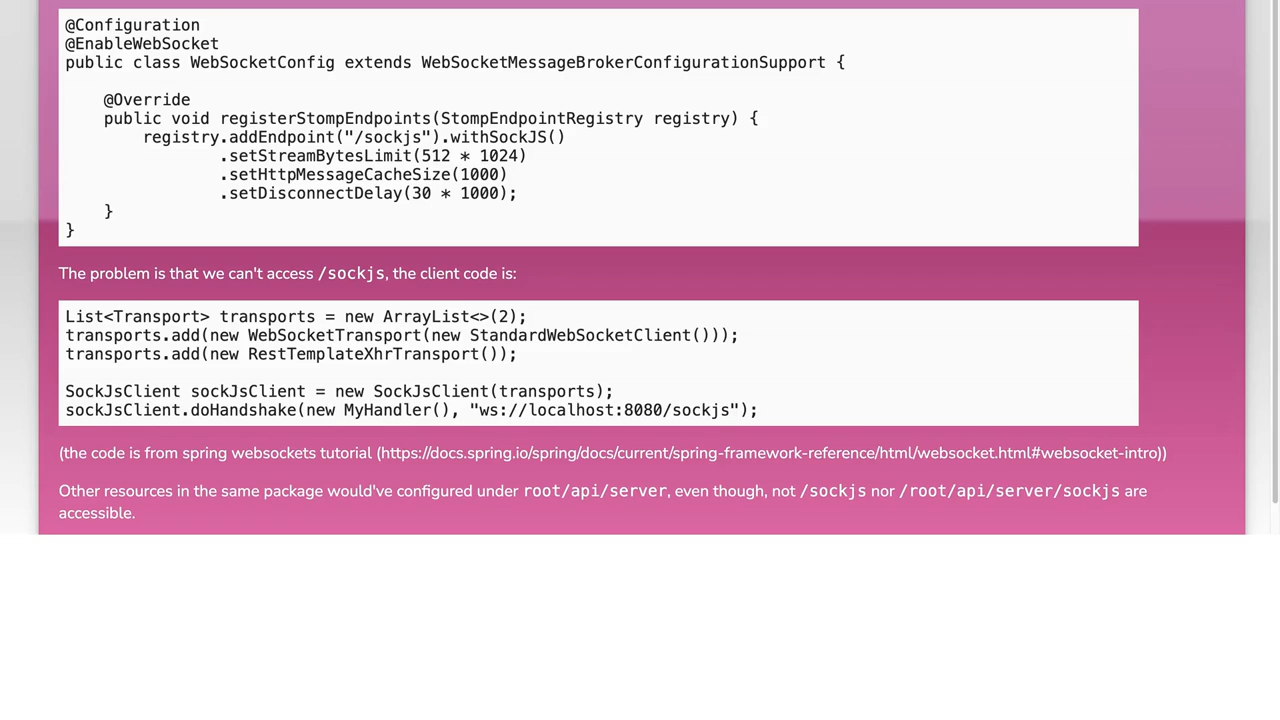 @Configuration
@EnableWebSocket
public class WebSocketConfig extends WebSocketMessageBrokerConfigurationSupport {
@Override
public void registerStompEndpoints(StompEndpointRegistry registry) {
registry.addEndpoint("/sockjs").withSockJS()
.setStreamBytesLimit(512 * 1024)
.setHttpMessageCacheSize(1000)
.setDisconnectDelay(30 * 1000);
}
}
The problem is that we can't access /sockjs, the client code is:
List<Transport> transports = new ArrayList<>(2);
transports.add(new WebSocketTransport(new StandardWebSocketClient()));
transports.add(new RestTemplateXhrTransport());
SockJsClient sockJsClient = new SockJsClient(transports);
sockJsClient.doHandshake(new MyHandler(), "ws://localhost:8080/sockjs");
(the code is from spring websockets tutorial (https://docs.spring.io/spring/docs/current/spring-framework-reference/html/websocket.html#websocket-intro))
Other resources in the same package would've configured under root/api/server, even though, not /sockjs nor /root/api/server/sockjs are
accessible.